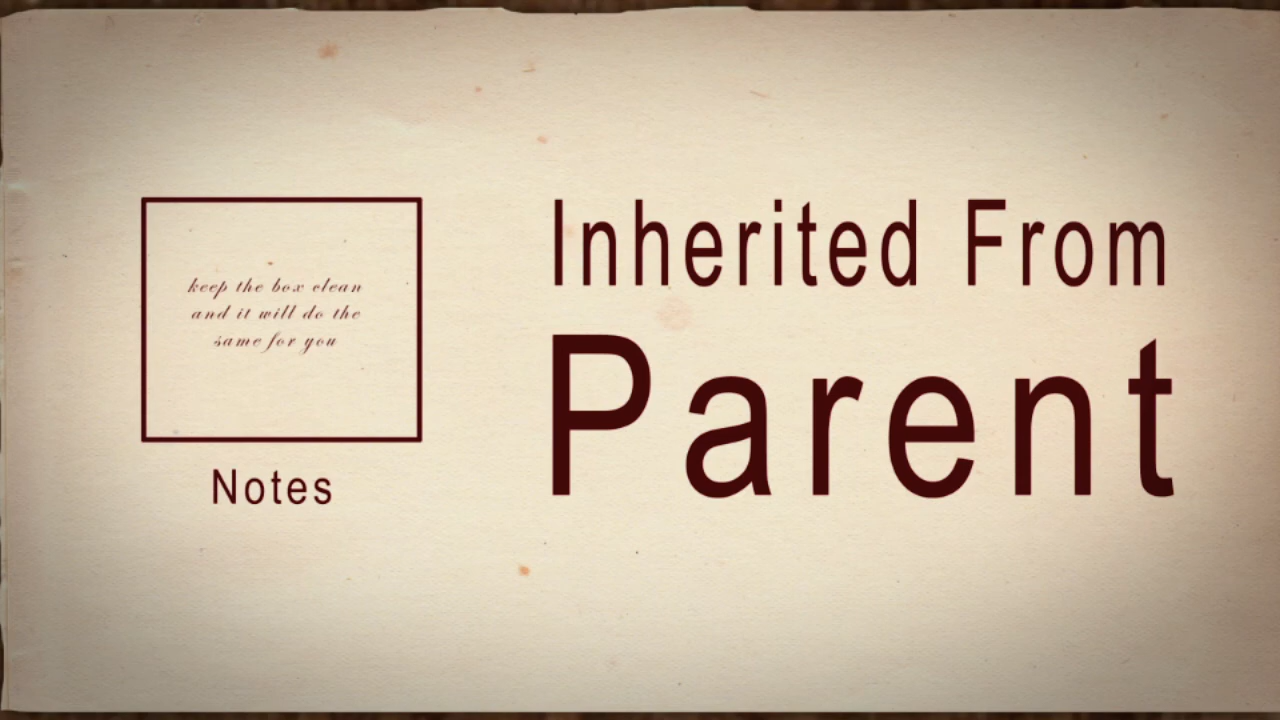 keep the box clean
and it will do the
same for you
Notes
Inherited From
Parent